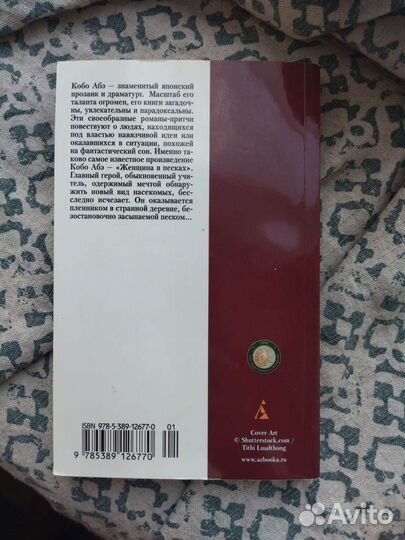 Кобо Абэ – знаменитый японский
прозаик и драматург. Масштаб его
таланта огромен, его книги загадоч-
ны, увлекательны и парадоксальны.
Эти своеобразные романы-притчи
повествуют о людях, находящихся
под властью навязчивой идеи или
оказавшихся в ситуации, похожей
на фантастический сон. Именно та-
ково самое известное произведение
Кобо Абэ – «Женщина в песках».
Главный герой, обыкновенный учи-
тель, одержимый мечтой обнару-
жить новый вид насекомых, бес-
следно исчезает. Он оказывается
пленником в странной деревне, бе-
зостановочно засыпаемой песком...
ISBN 978-5-389-12677-0
01
9 785389 126770
Cover Art
© Shutterstock.com /
Tithi Luadthong
www.azbooka.ru
Avito